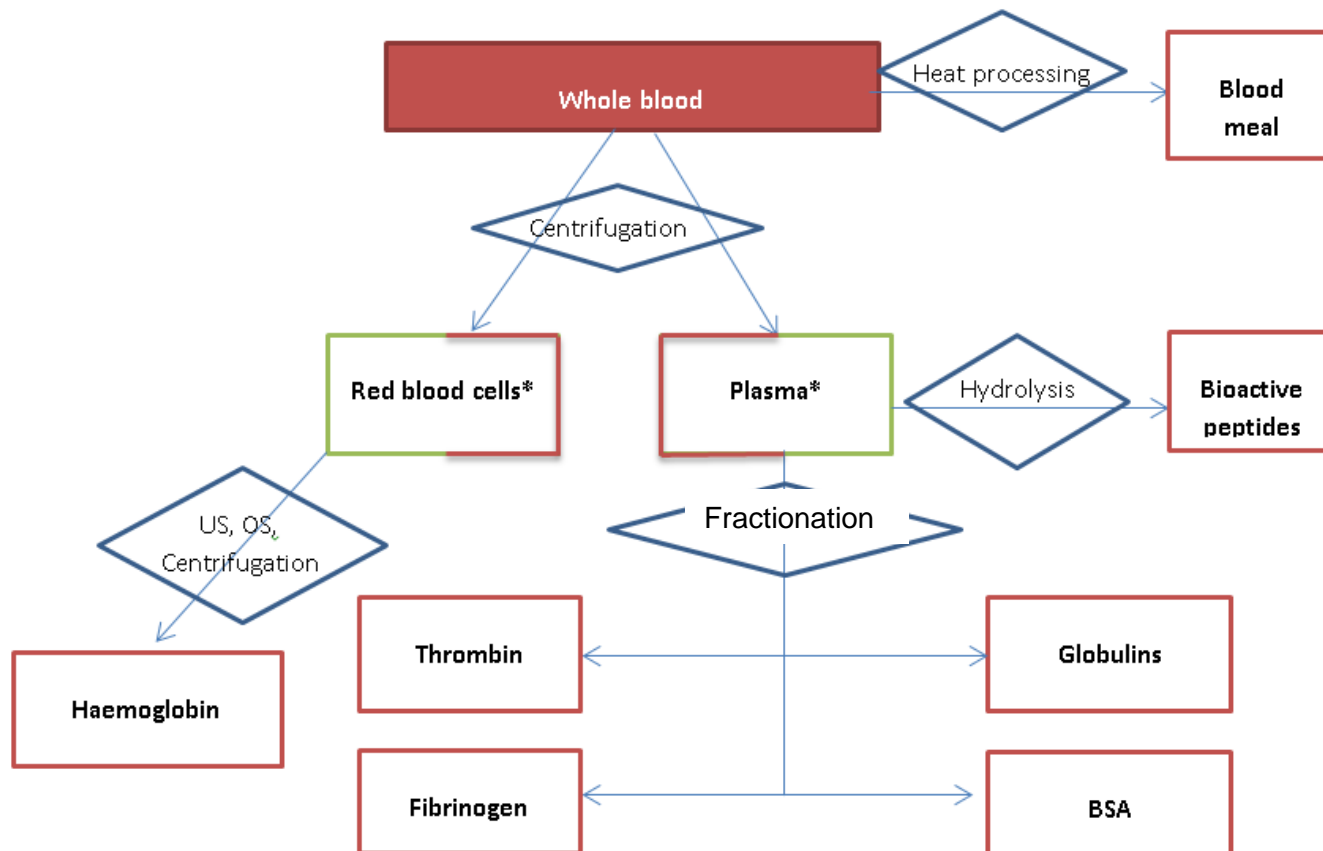 Whole blood
Heat processing
Blood
meal
Centrifugation
Red blood cells*
Plasma*
Hydrolysis
Bioactive
peptides
US, OS,
Centrifugation
Fractionation
Haemoglobin
Thrombin
Globulins
Fibrinogen
BSA